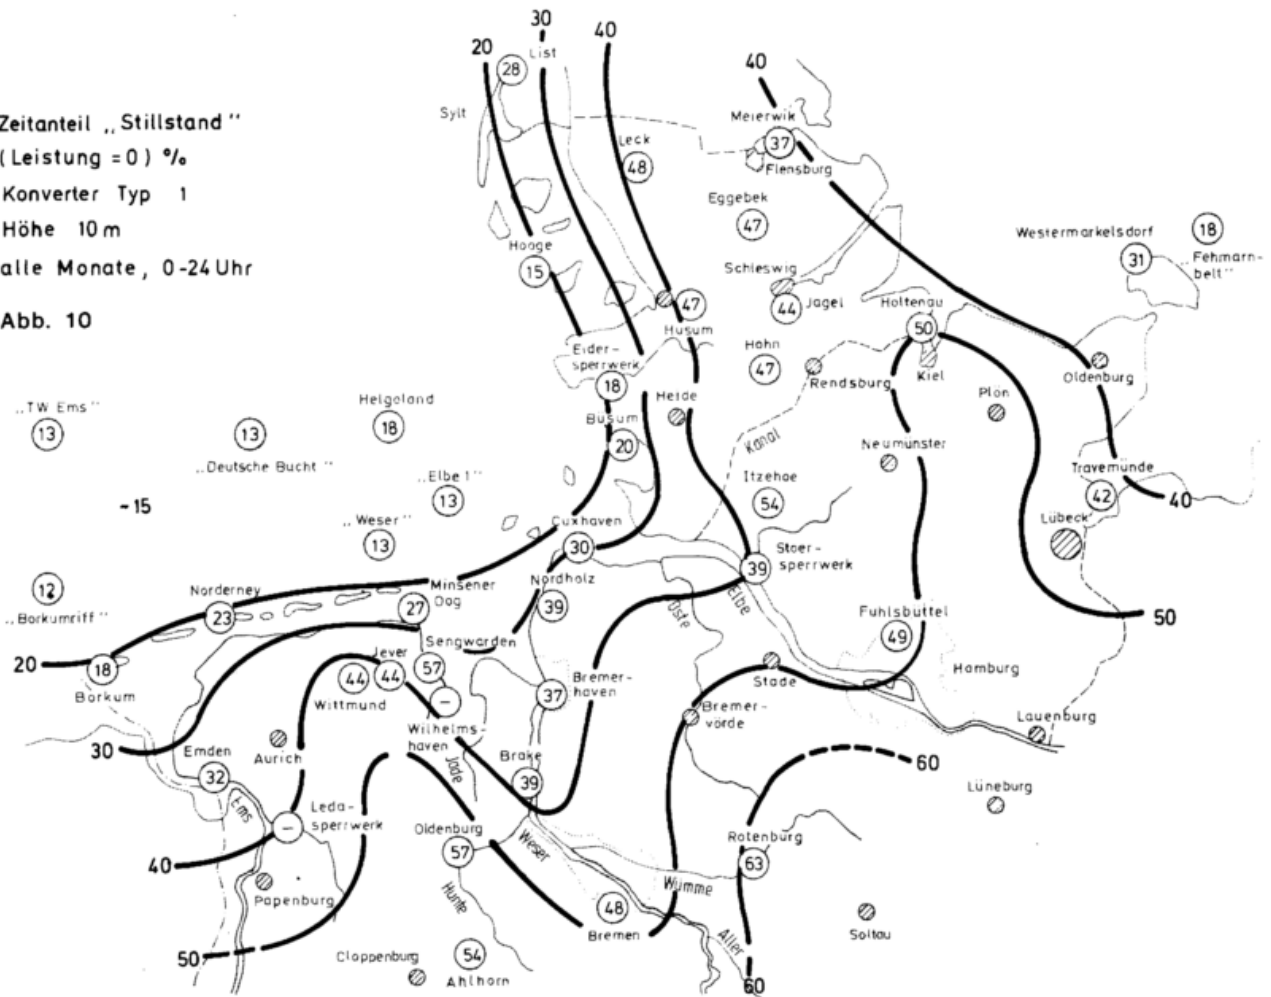 30
40
20
List
28
40
Zeitanteil „Stillstand"
(Leistung = 0) %
Konverter Typ 1
Höhe 10 m
alle Monate, 0-24 Uhr
Abb. 10
Sylt
Meierwik
37
Flensburg
Leck
48
Eggebek
47
Westermarkelsdorf
31
18
Fehmarn-
belt"
Hooge
15
Schleswig
44
Jagel
Holtenau
50
Kiel
47
Husum
Eider-
sperrwerk
18
Hohn
47
Rendsburg
Oldenburg
Plön
„TW Ems"
13
13
„Deutsche Bucht"
Helgoland
18
Heide
Büsum
20
Kanal
Neumünster
Travemünde
42
40
„Elbe 1"
13
Itzehoe
54
Lübeck
~15
„Weser"
13
Cuxhaven
30
Stoer-
sperrwerk
39
12
„Borkumriff"
Norderney
23
Minsener
Oog
27
Nordholz
39
Oste
Elbe
Fuhlsbüttel
49
50
20
18
Borkum
Sengwarden
57
Jever
44
44
Wittmund
–
Wilhelms-
haven
37
Bremer-
haven
Stade
Hamburg
Bremer-
vörde
Lauenburg
30
Emden
32
Ems
Aurich
Jade
Brake
39
60
Lüneburg
Leda-
sperrwerk
–
Oldenburg
57
Weser
Rotenburg
63
40
Papenburg
Hunte
Wümme
48
Bremen
Aller
Soltau
50
Cloppenburg
54
Ahlhorn
60